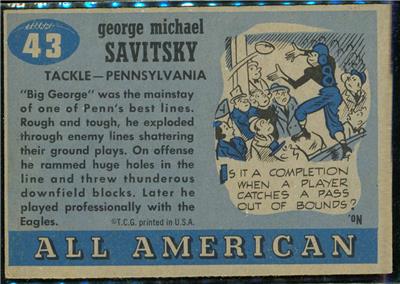 43
george michael
SAVITSKY
TACKLE—PENNSYLVANIA
"Big George" was the mainstay
of one of Penn's best lines.
Rough and tough, he exploded
through enemy lines shattering
their ground plays. On offense
he rammed huge holes in the
line and threw thunderous
downfield blocks. Later he
played professionally with the
Eagles.
©T.C.G. printed in U.S.A.
8
IS IT A COMPLETION
WHEN A PLAYER
CATCHES A PASS
OUT OF BOUNDS?
NO.
ALL AMERICAN